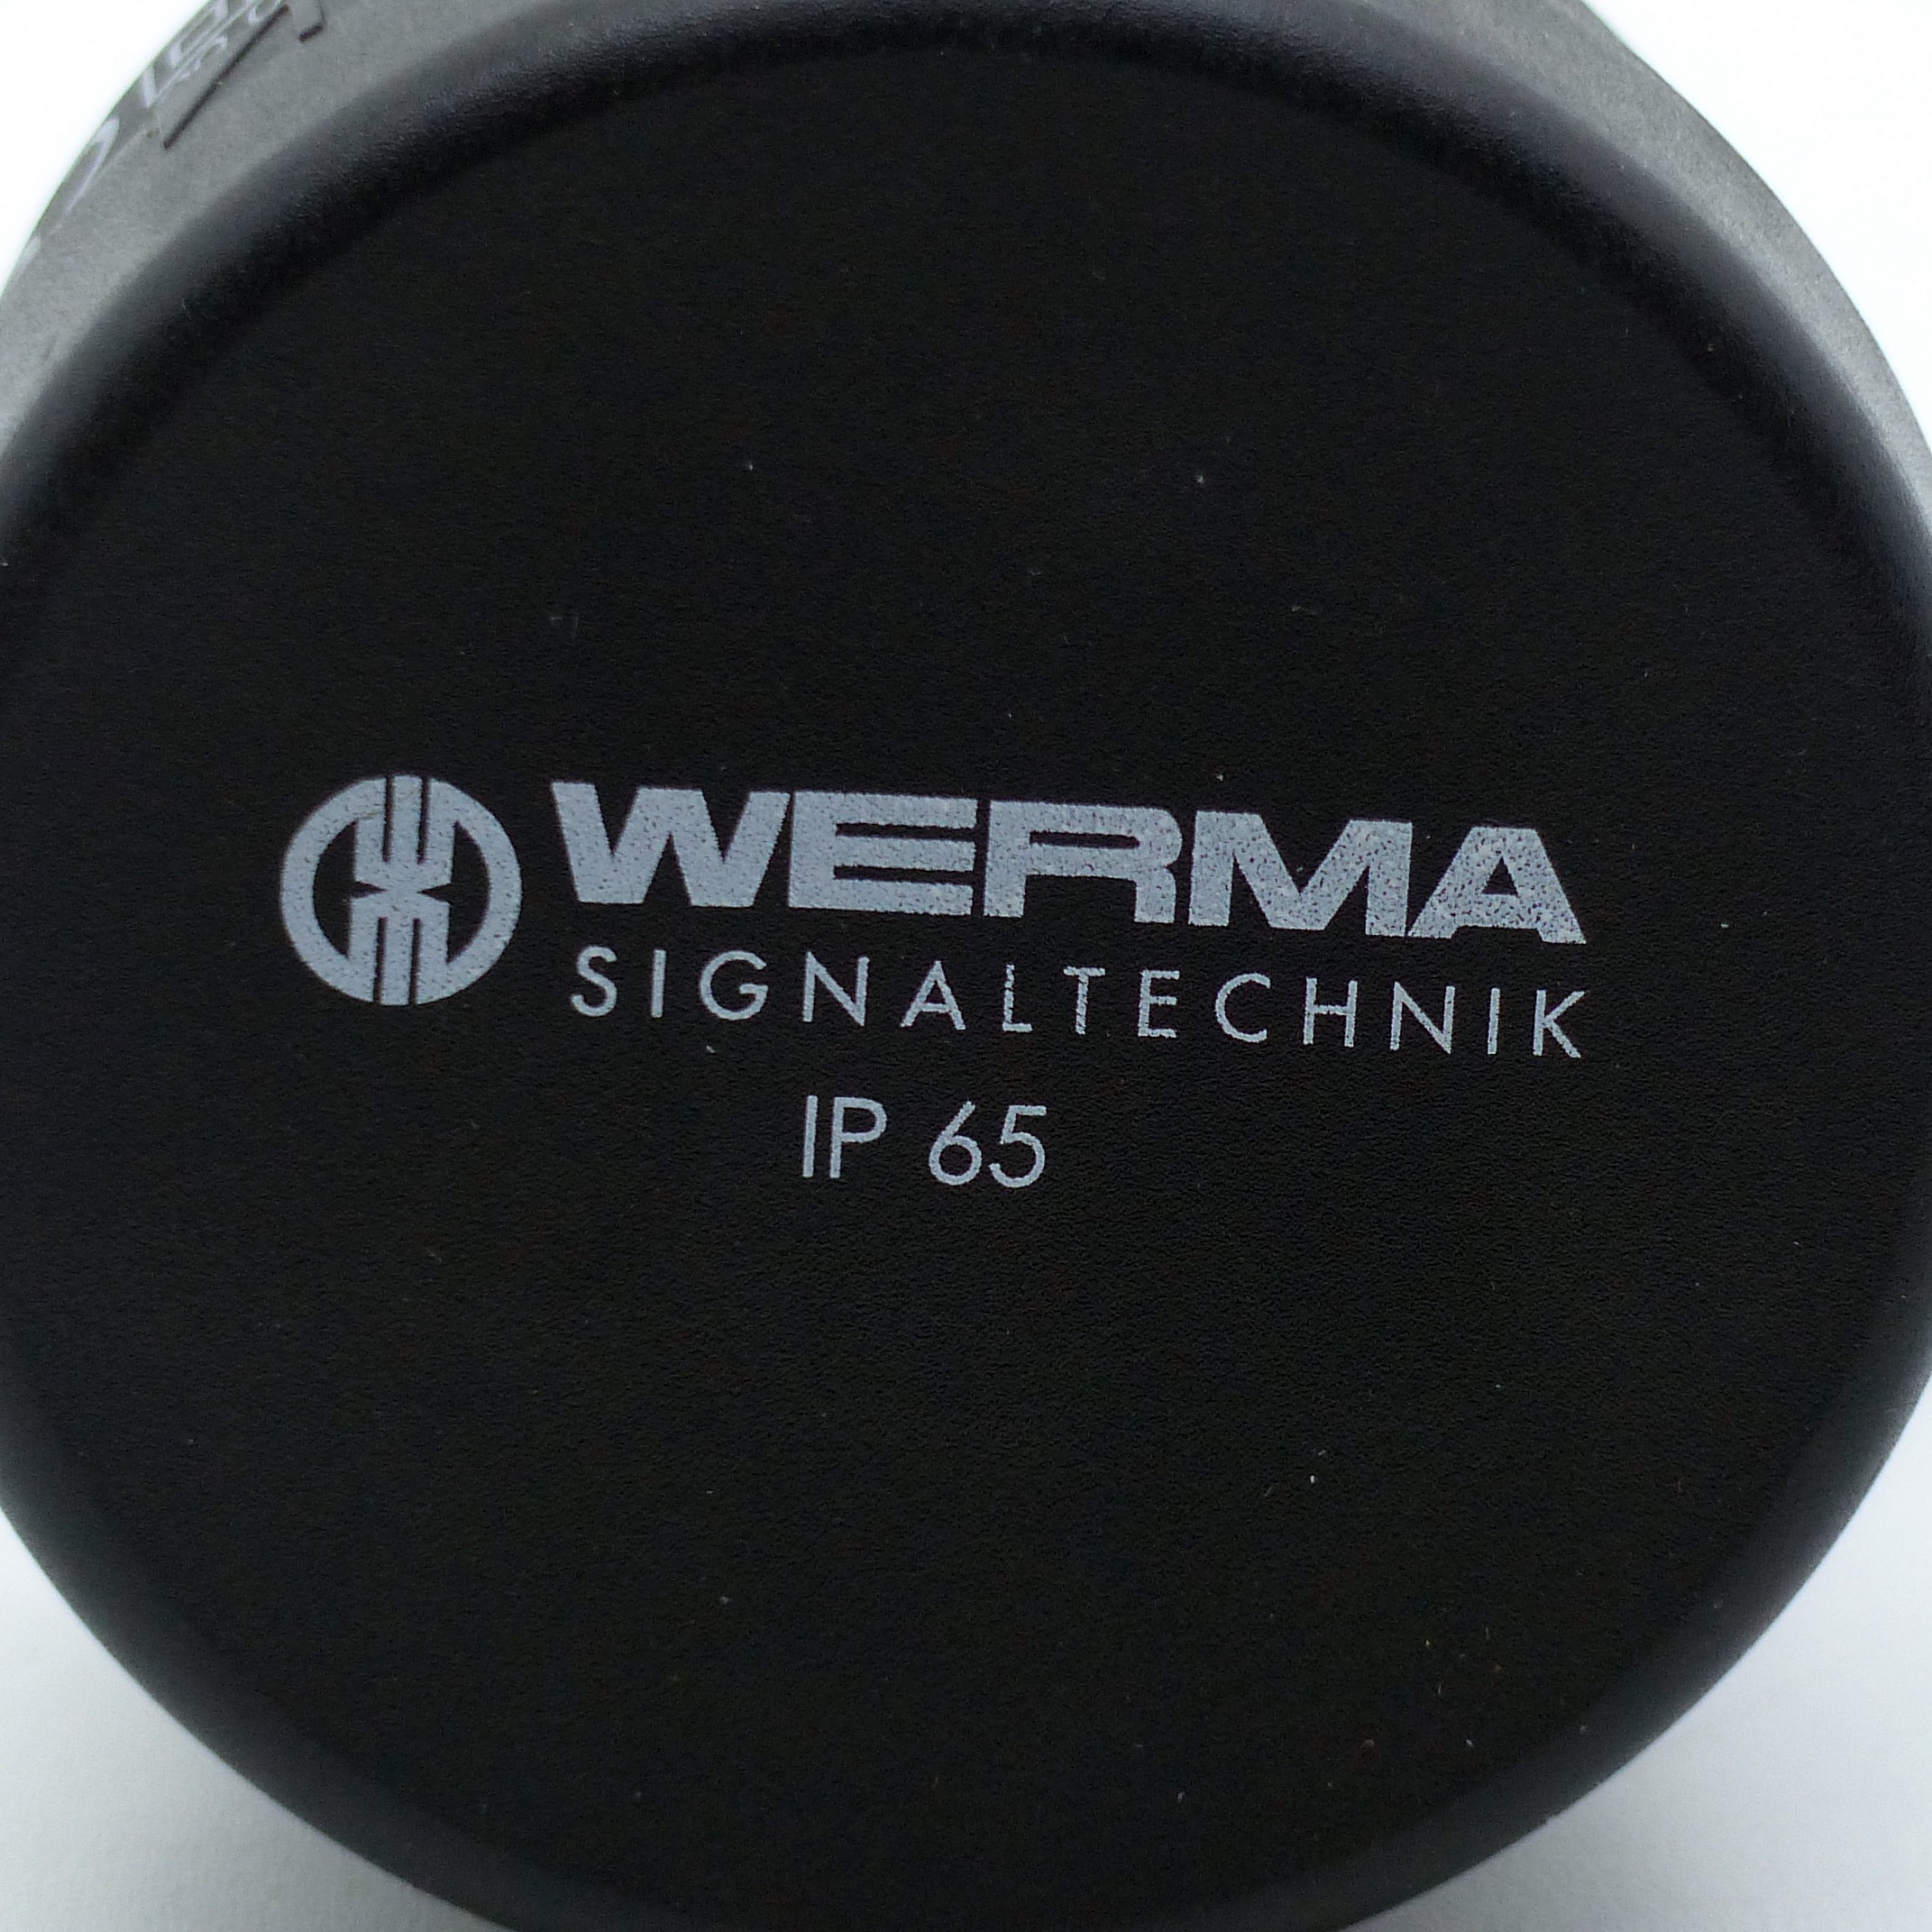 WERMA
SIGNALTECHNIK
IP 65